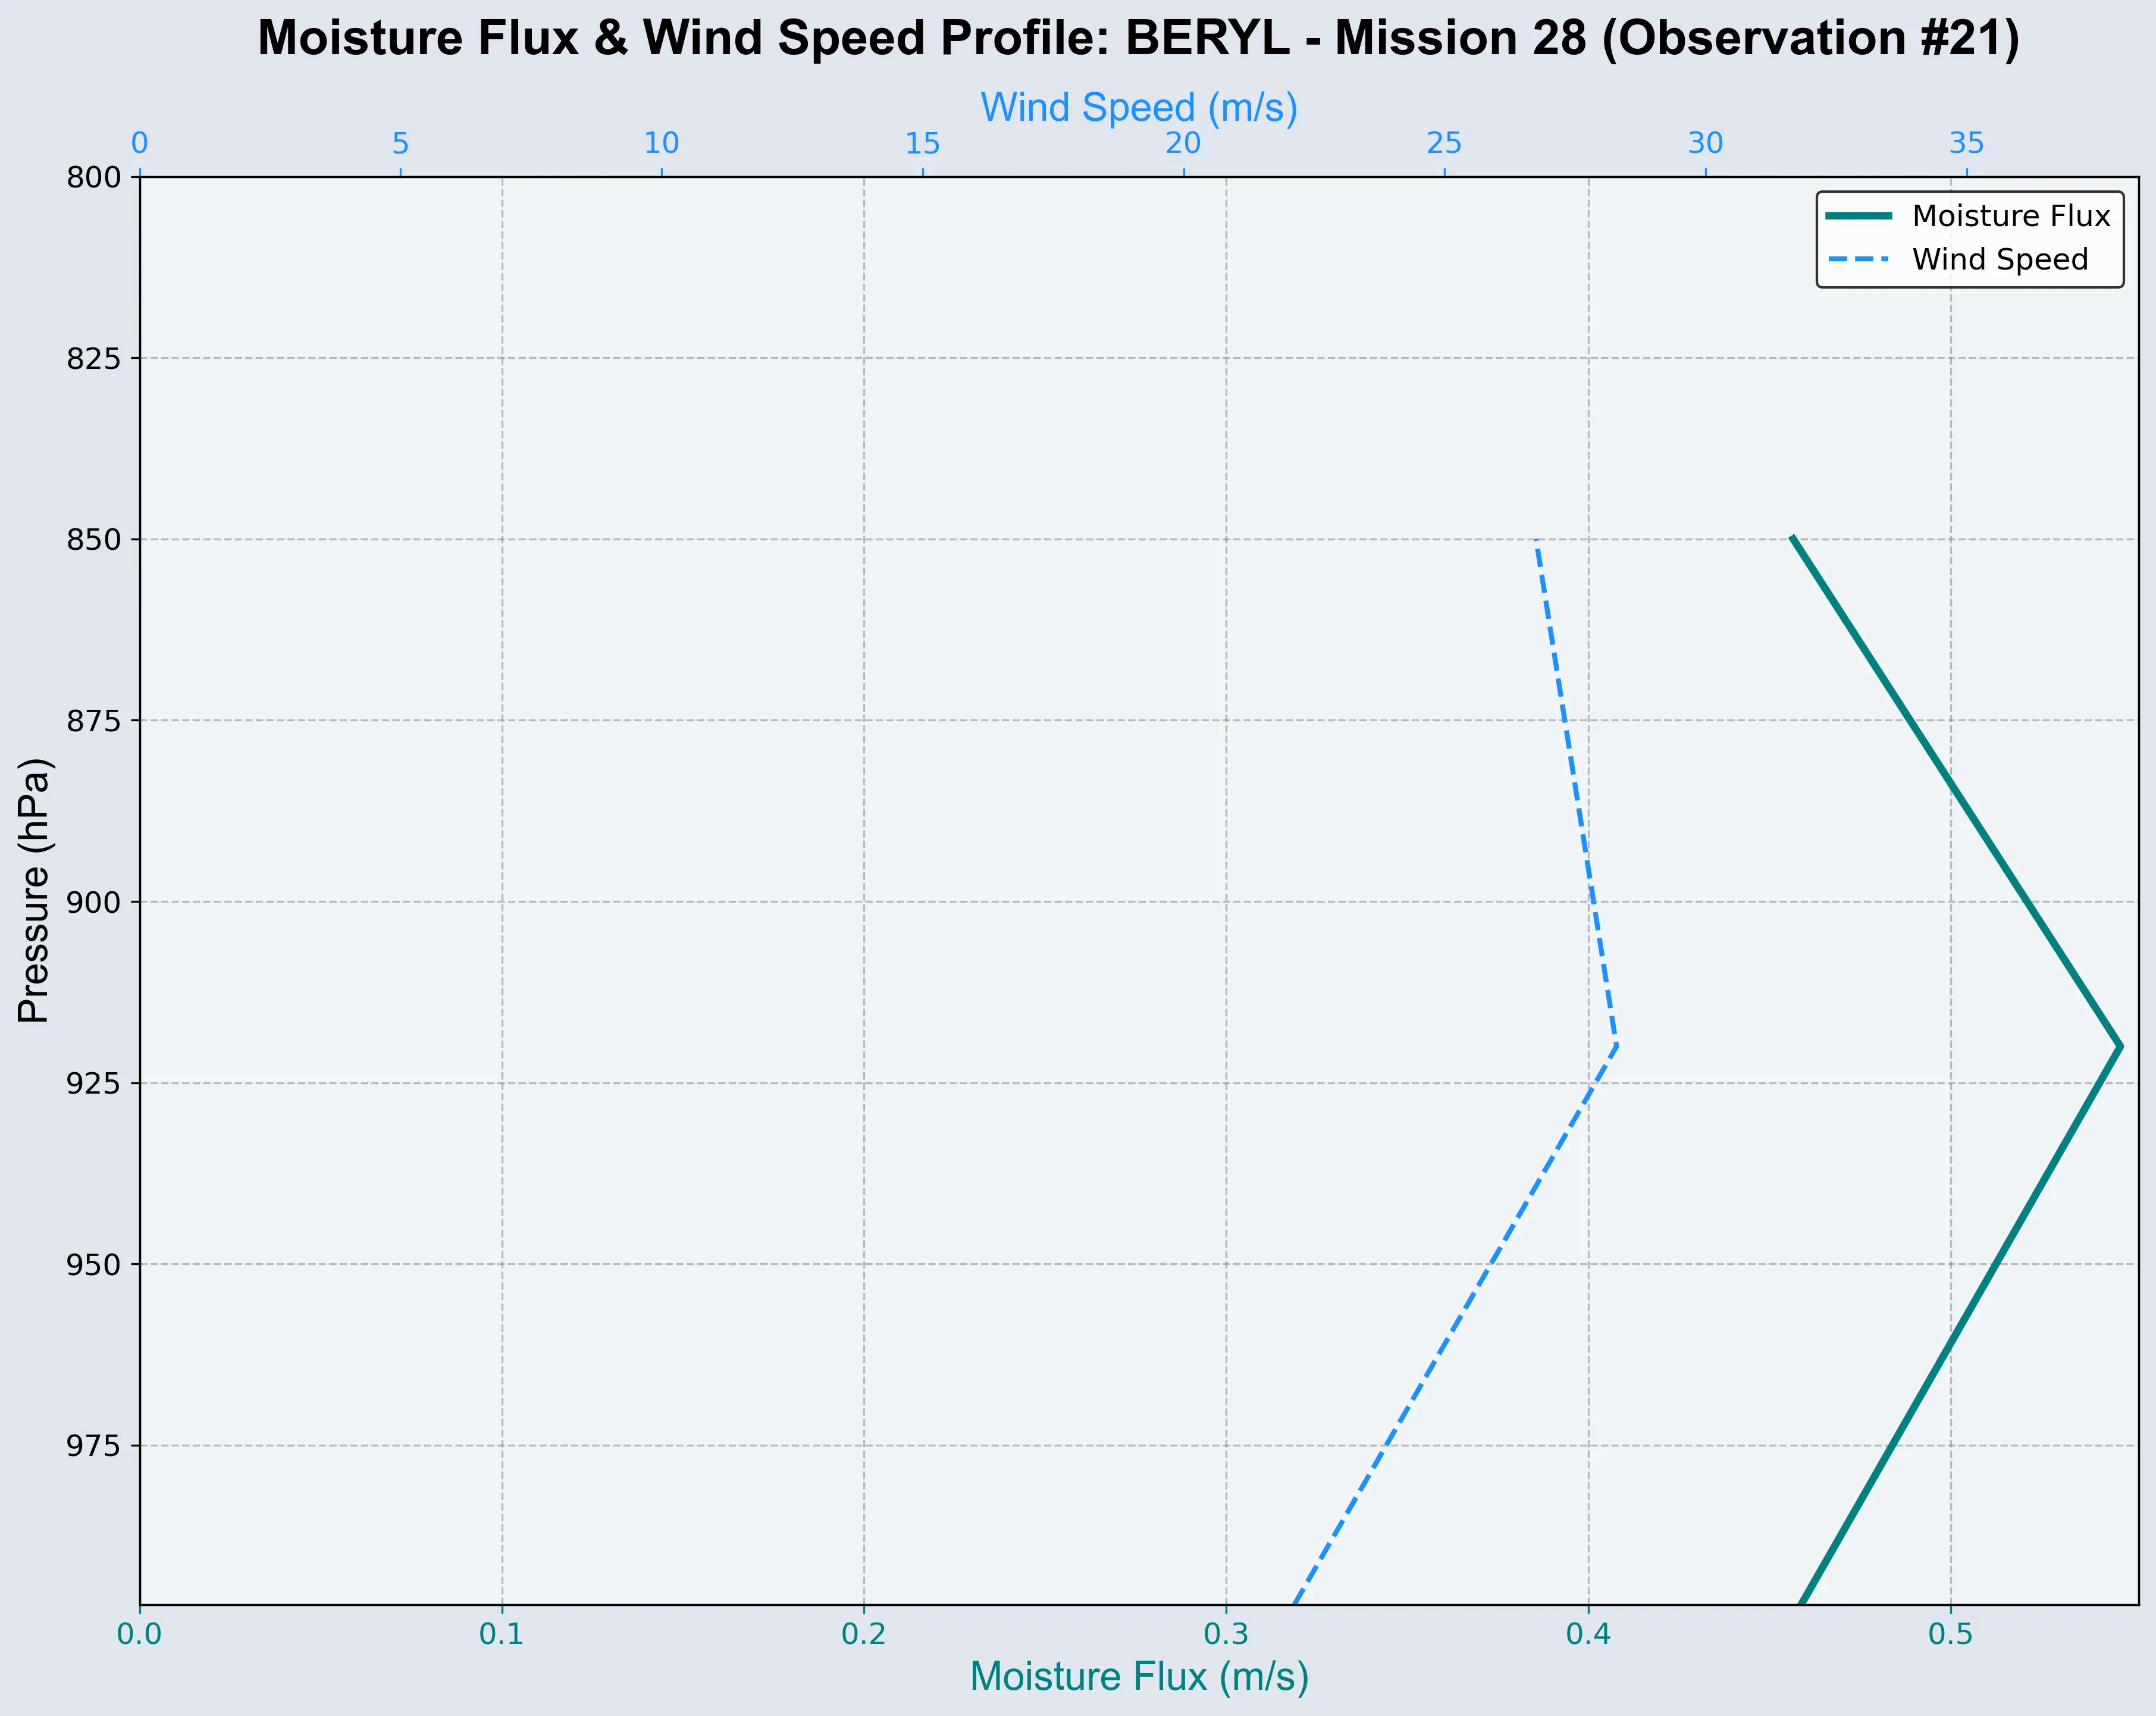 Moisture Flux & Wind Speed Profile: BERYL - Mission 28 (Observation #21)
Wind Speed (m/s)
0 5 10 15 20 25 30 35
Moisture Flux
Wind Speed
Pressure (hPa)
800
825
850
875
900
925
950
975
0.0 0.1 0.2 0.3 0.4 0.5
Moisture Flux (m/s)